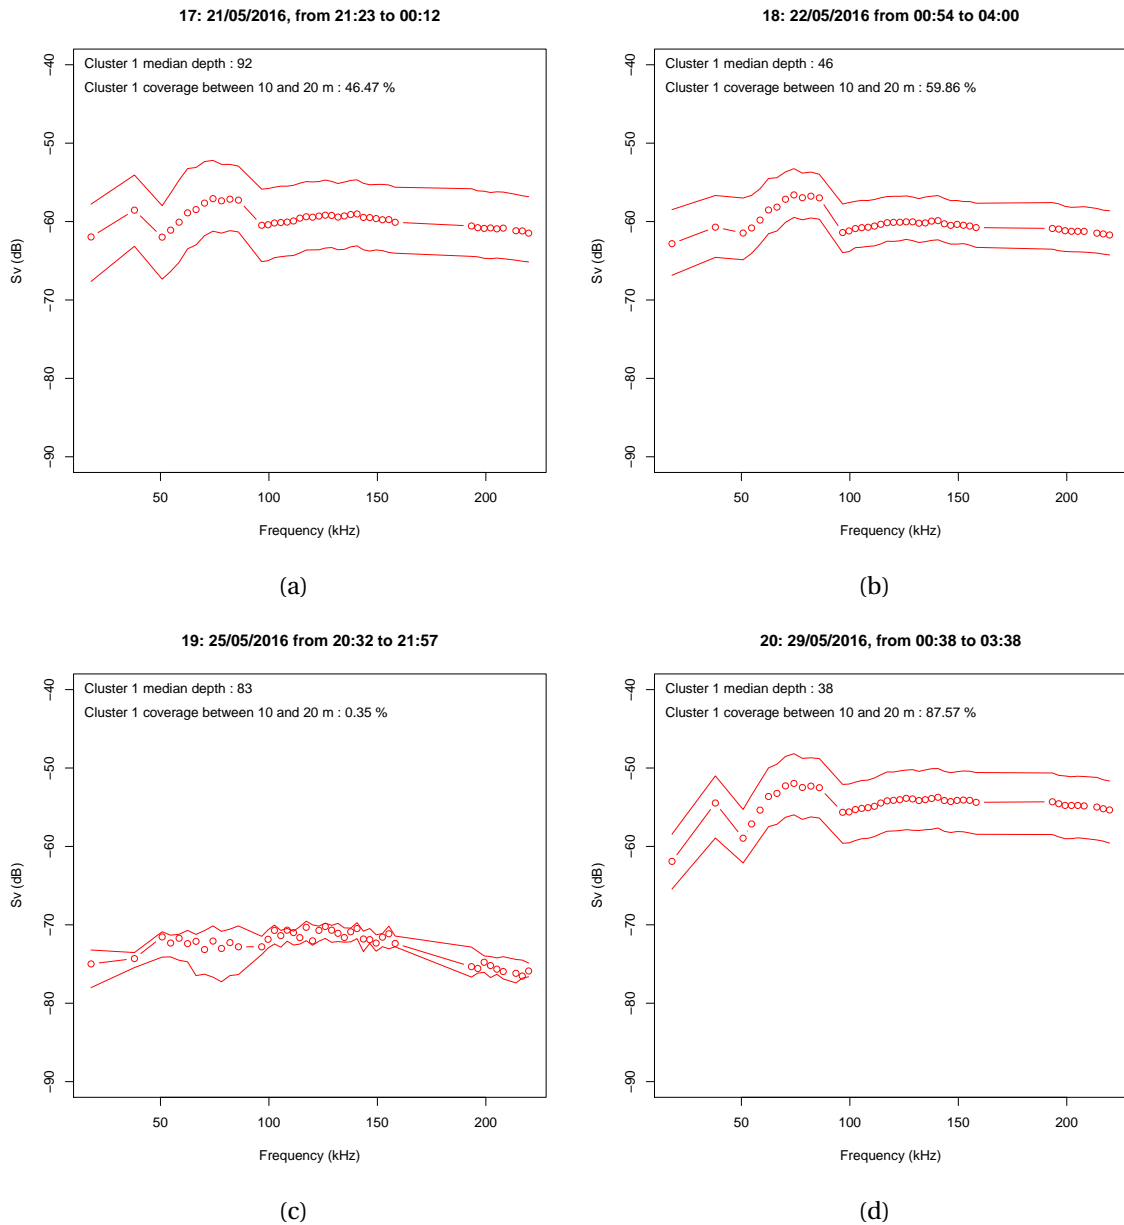 17: 21/05/2016, from 21:23 to 00:12
Cluster 1 median depth : 92
Cluster 1 coverage between 10 and 20 m : 46.47 %
−40
−50
−60
−70
−80
−90
Sv (dB)
50 100 150 200
Frequency (kHz)
(a)
18: 22/05/2016 from 00:54 to 04:00
Cluster 1 median depth : 46
Cluster 1 coverage between 10 and 20 m : 59.86 %
−40
−50
−60
−70
−80
−90
Sv (dB)
50 100 150 200
Frequency (kHz)
(b)
19: 25/05/2016 from 20:32 to 21:57
Cluster 1 median depth : 83
Cluster 1 coverage between 10 and 20 m : 0.35 %
−40
−50
−60
−70
−80
−90
Sv (dB)
50 100 150 200
Frequency (kHz)
(c)
20: 29/05/2016, from 00:38 to 03:38
Cluster 1 median depth : 38
Cluster 1 coverage between 10 and 20 m : 87.57 %
−40
−50
−60
−70
−80
−90
Sv (dB)
50 100 150 200
Frequency (kHz)
(d)